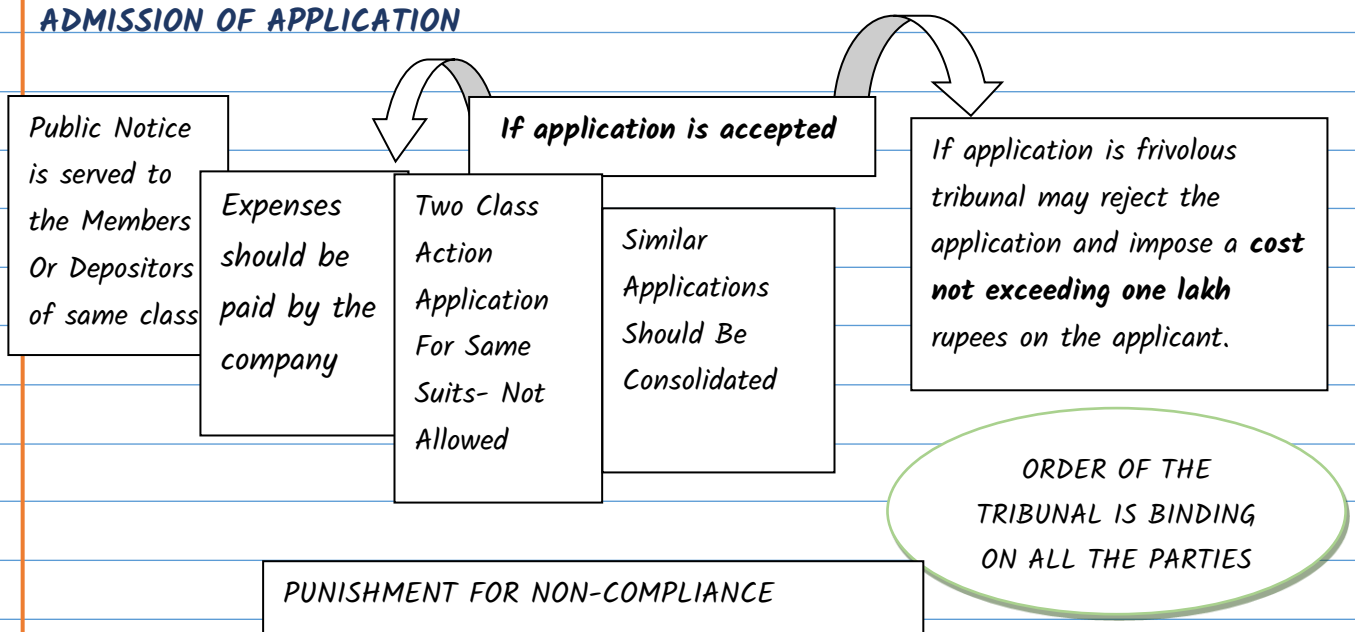 ADMISSION OF APPLICATION
If application is accepted
Public Notice
is served to
the Members
Or Depositors
of same class
Expenses
should be
paid by the
company
Two Class
Action
Application
For Same
Suits- Not
Allowed
Similar
Applications
Should Be
Consolidated
If application is frivolous
tribunal may reject the
application and impose a cost
not exceeding one lakh
rupees on the applicant.
ORDER OF THE
TRIBUNAL IS BINDING
ON ALL THE PARTIES
PUNISHMENT FOR NON-COMPLIANCE